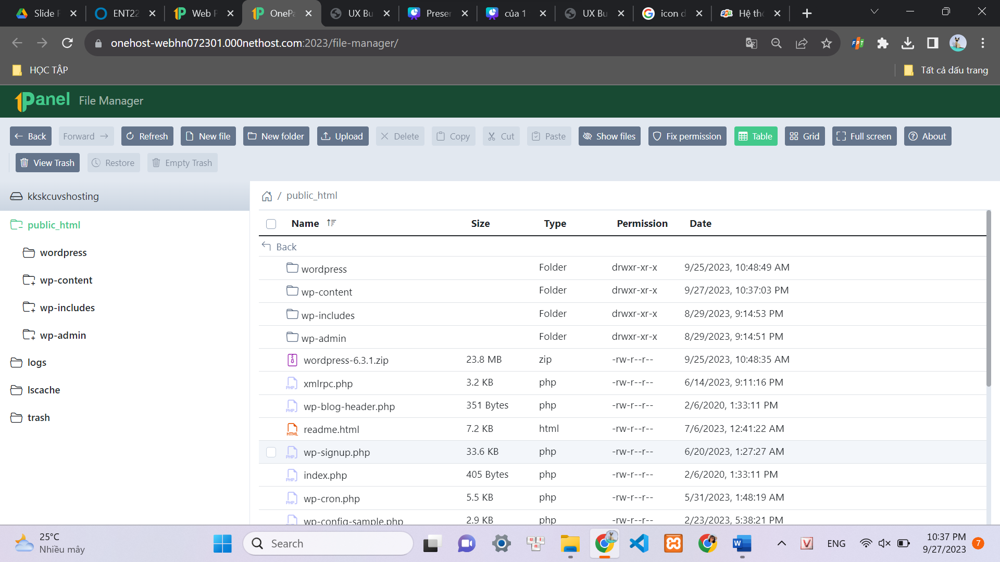 Slide F
ENT22
Web P
OnePa
UX Bu
Presen
của 1
UX Bu
icon d
Hệ thố
onehost-webhn072301.000nethost.com:2023/file-manager/
HỌC TẬP
Tất cả dấu trang
1Panel File Manager
Back Forward Refresh New file New folder Upload Delete Copy Cut Paste Show files Fix permission Table Grid Full screen About
View Trash Restore Empty Trash
kkskcuvshosting
public_html
wordpress
wp-content
wp-includes
wp-admin
logs
lscache
trash
/ public_html
Name Size Type Permission Date
Back
wordpress Folder drwxr-xr-x 9/25/2023, 10:48:49 AM
wp-content Folder drwxr-xr-x 9/27/2023, 10:37:03 PM
wp-includes Folder drwxr-xr-x 8/29/2023, 9:14:53 PM
wp-admin Folder drwxr-xr-x 8/29/2023, 9:14:51 PM
wordpress-6.3.1.zip 23.8 MB zip -rw-r--r-- 9/25/2023, 10:48:35 AM
xmlrpc.php 3.2 KB php -rw-r--r-- 6/14/2023, 9:11:16 PM
wp-blog-header.php 351 Bytes php -rw-r--r-- 2/6/2020, 1:33:11 PM
readme.html 7.2 KB html -rw-r--r-- 7/6/2023, 12:41:22 AM
wp-signup.php 33.6 KB php -rw-r--r-- 6/20/2023, 1:27:27 AM
index.php 405 Bytes php -rw-r--r-- 2/6/2020, 1:33:11 PM
wp-cron.php 5.5 KB php -rw-r--r-- 5/31/2023, 1:48:19 AM
wp-config-sample.php 2.9 KB php -rw-r--r-- 2/23/2023, 5:38:21 PM
25°C
Nhiều mây
Search
ENG
10:37 PM
9/27/2023
7